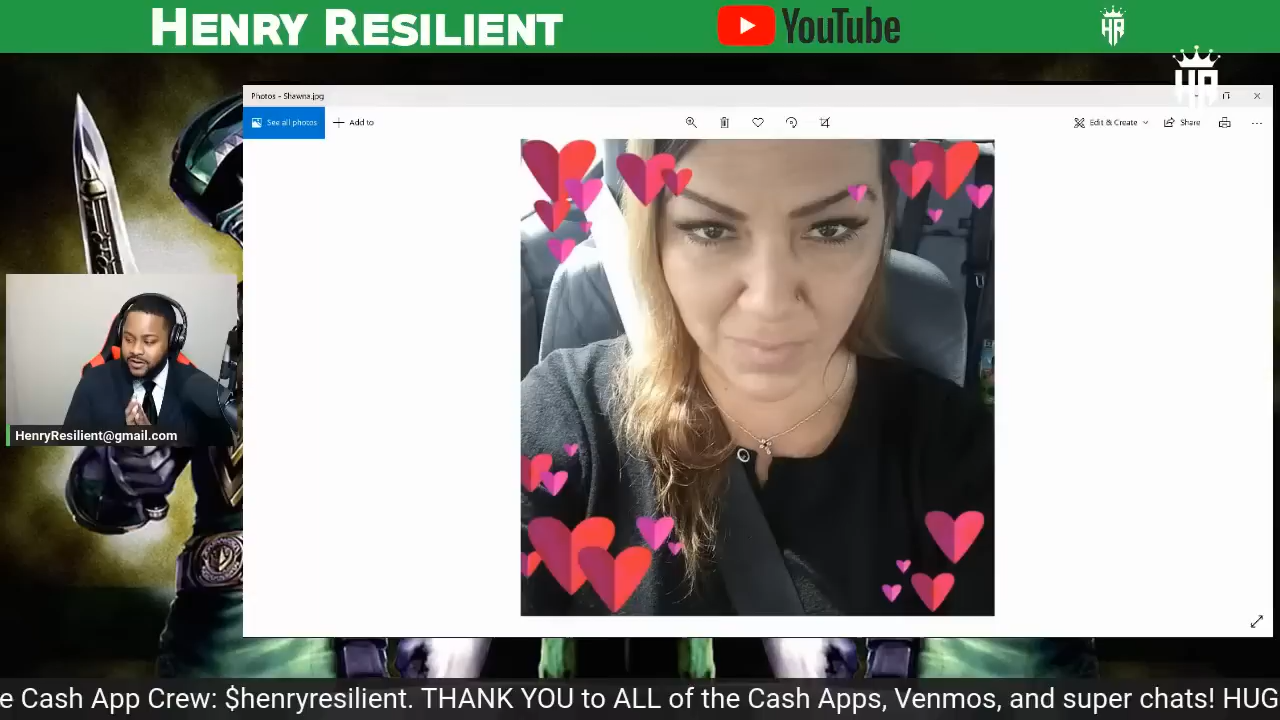 HENRY RESILIENT
YouTube
HR
HR
Photos - Shawna.jpg
See all photos
Add to
Edit & Create
Share
HenryResilient@gmail.com
e Cash App Crew: $henryresilient. THANK YOU to ALL of the Cash Apps, Venmos, and super chats! HUG